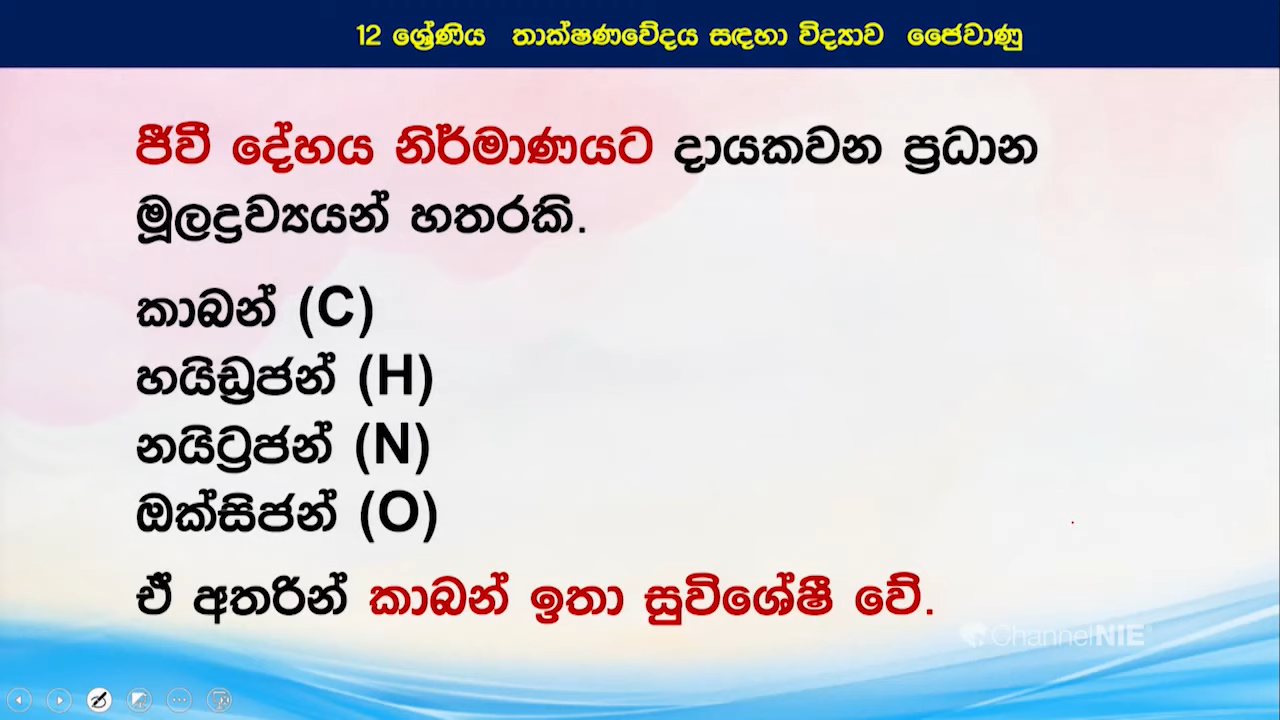 12 ශ්‍රේණිය තාක්ෂණවේදය සඳහා විද්‍යාව ජෛවාණු
ජීවී දේහය නිර්මාණයට දායකවන ප්‍රධාන
මූලද්‍රව්‍යයන් හතරකි.
කාබන් (C)
හයිඩ්‍රජන් (H)
නයිට්‍රජන් (N)
ඔක්සිජන් (O)
ඒ අතරින් කාබන් ඉතා සුවිශේෂී වේ.
ChannelNIE